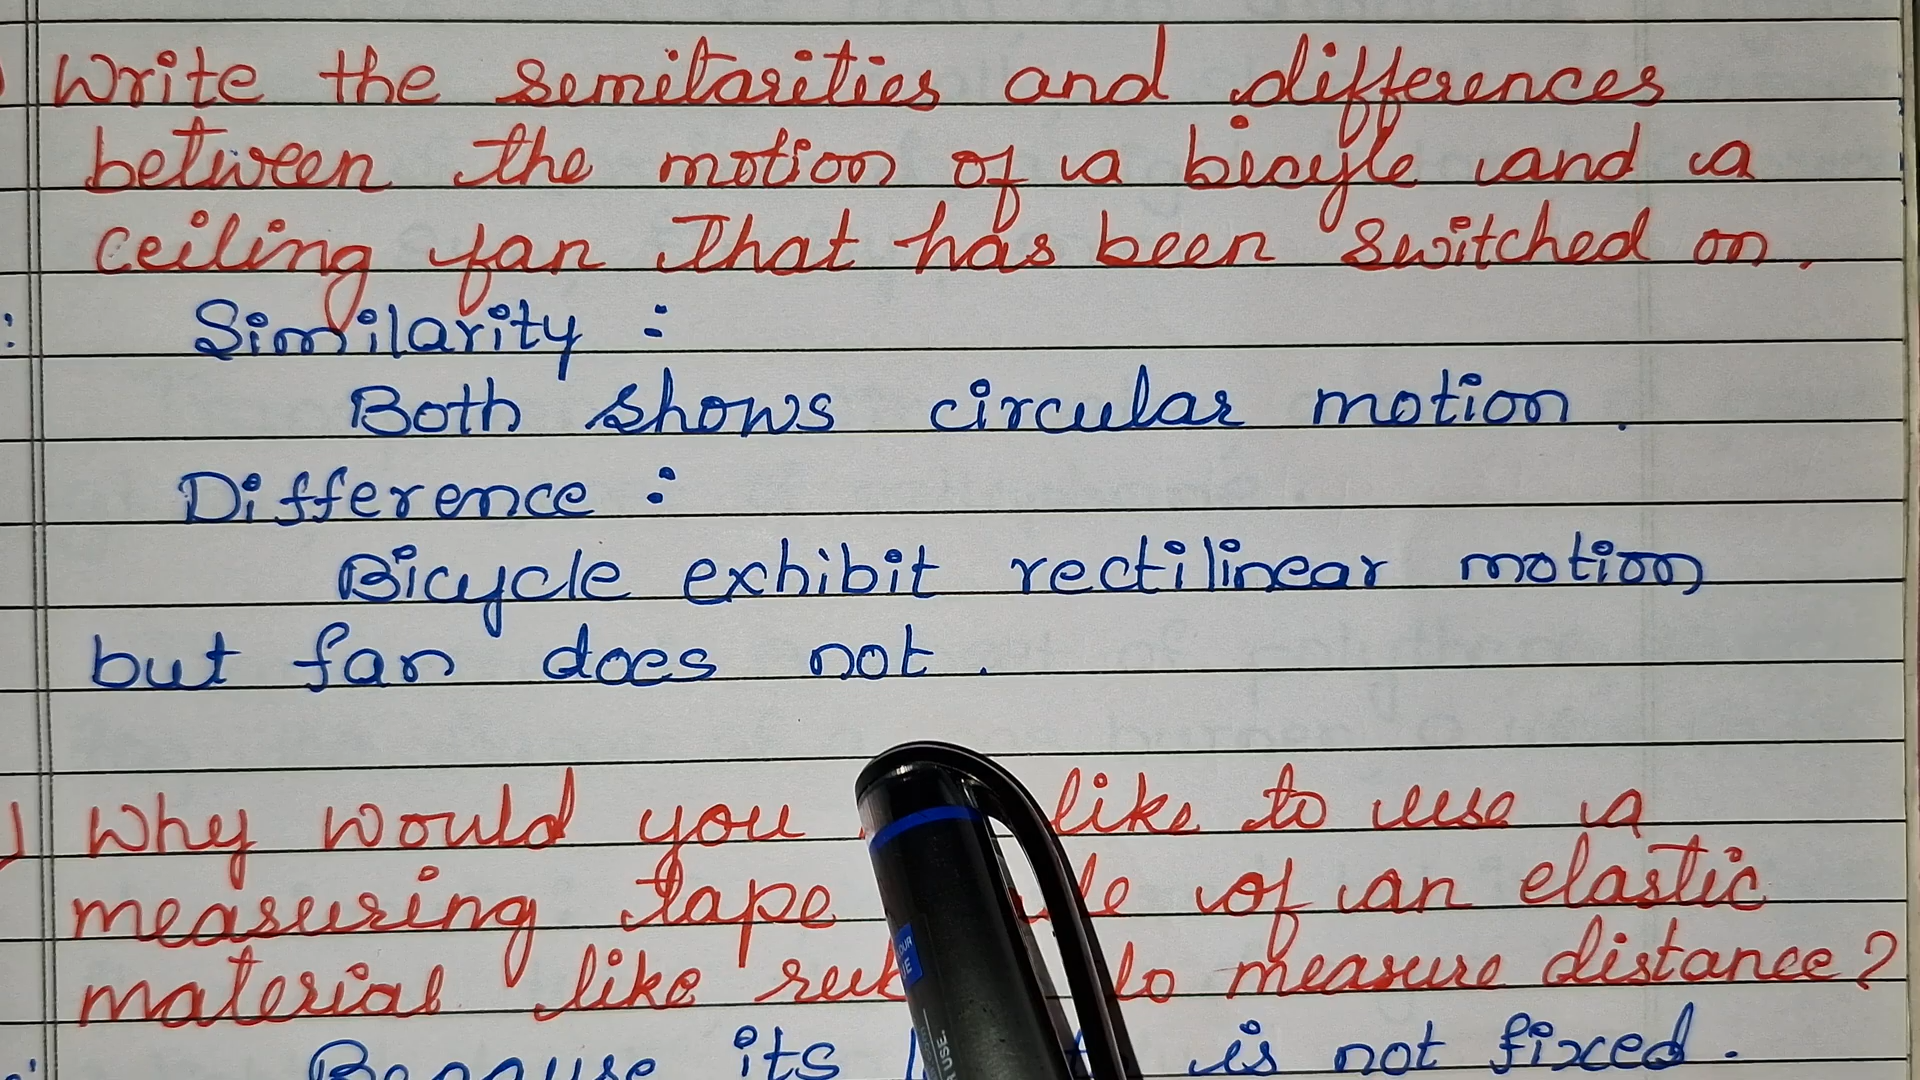 Write the semilarities and differences
between the motion of a bicycle and a
ceiling fan That has been switched on.
Similarity :
Both shows circular motion.
Difference :
Bicycle exhibit rectilinear motion
but fan does not.
Why would you like to use a
measuring tape of an elastic
material like to measure distance?
Because its is not fixed.